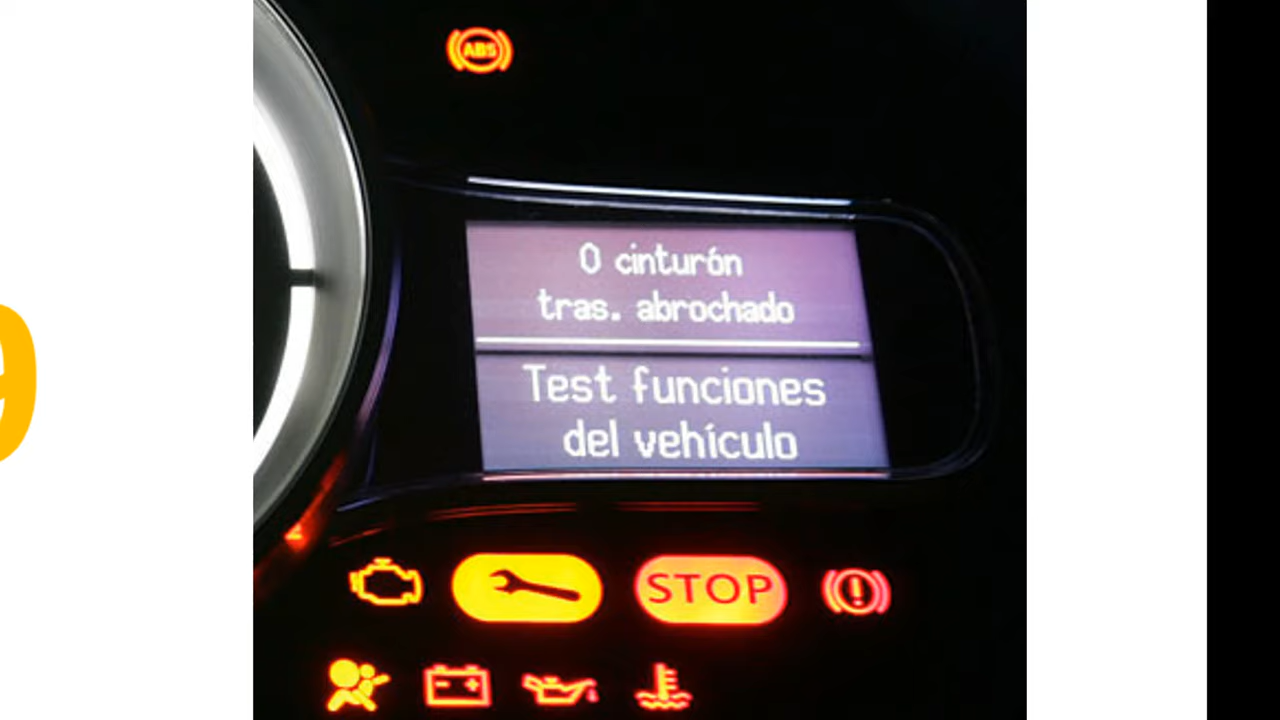 ABS
0 cinturón
tras. abrochado
Test funciones
del vehículo
STOP